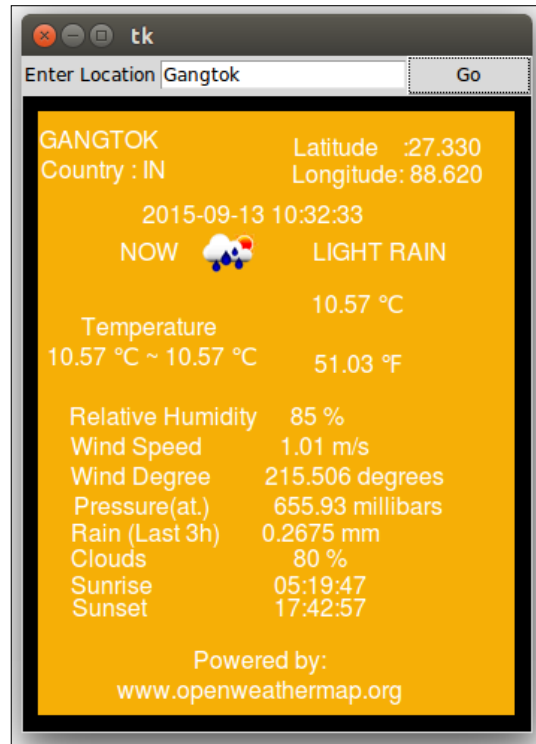 tk
Enter Location Gangtok Go
GANGTOK
Latitude :27.330
Country : IN
Longitude: 88.620
2015-09-13 10:32:33
NOW LIGHT RAIN
10.57 °C
Temperature
10.57 °C ~ 10.57 °C
51.03 °F
Relative Humidity 85 %
Wind Speed 1.01 m/s
Wind Degree 215.506 degrees
Pressure(at.) 655.93 millibars
Rain (Last 3h) 0.2675 mm
Clouds 80 %
Sunrise 05:19:47
Sunset 17:42:57
Powered by:
www.openweathermap.org